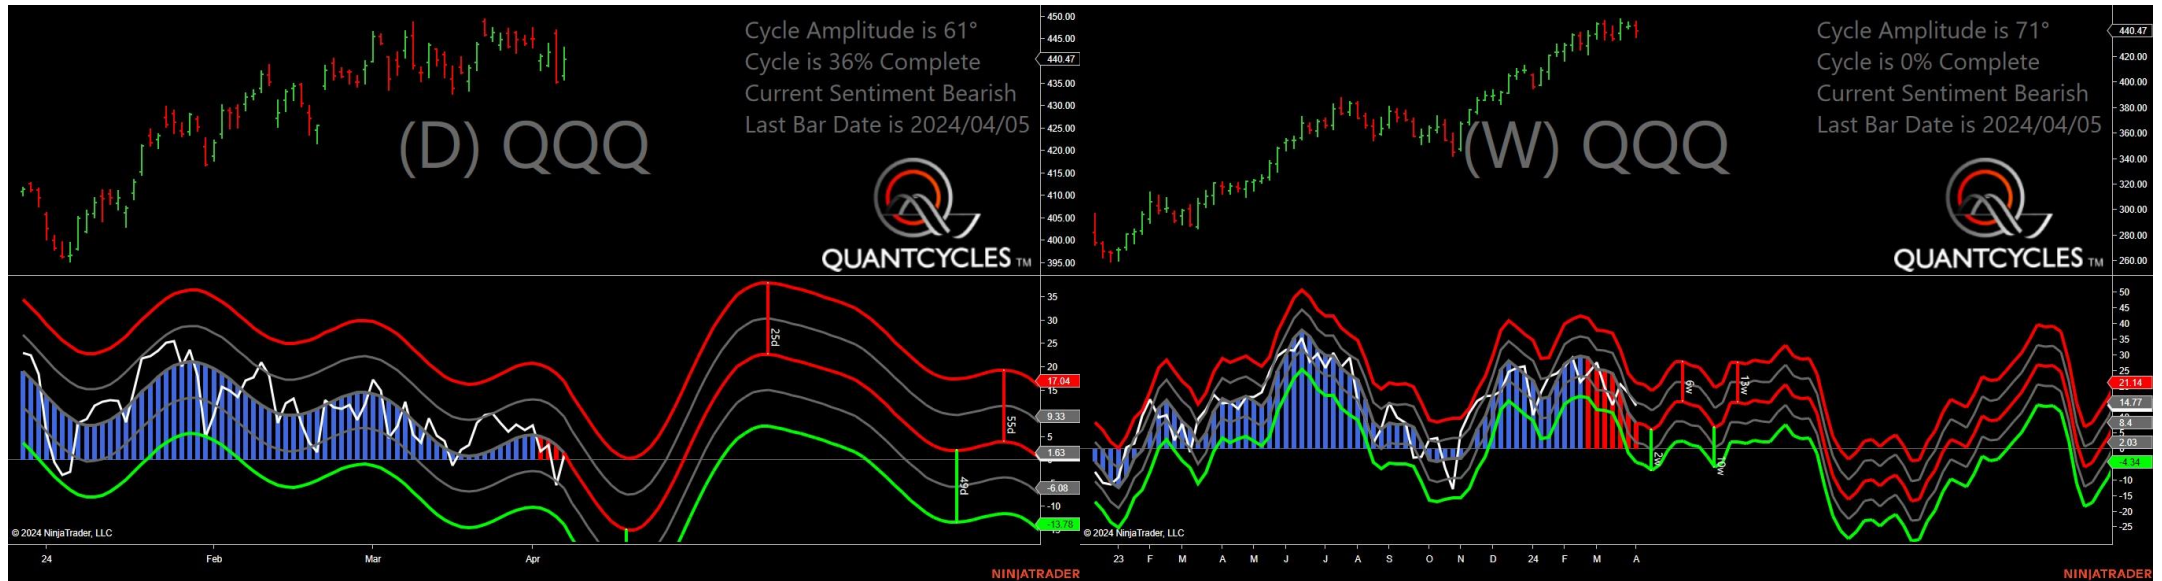 Cycle Amplitude is 61°
Cycle is 36% Complete
Current Sentiment Bearish
Last Bar Date is 2024/04/05
(D) QQQ
QUANTCYCLES TM
450.00
445.00
440.47
435.00
430.00
425.00
420.00
415.00
410.00
405.00
400.00
395.00
35
30
25
20
17.04
9.33
5
1.63
-6.08
-10
-13.78
25d
55d
49d
© 2024 NinjaTrader, LLC
24 Feb Mar Apr
NINJATRADER
Cycle Amplitude is 71°
Cycle is 0% Complete
Current Sentiment Bearish
Last Bar Date is 2024/04/05
(W) QQQ
QUANTCYCLES TM
440.47
420.00
400.00
380.00
360.00
340.00
320.00
300.00
280.00
260.00
50
45
40
35
30
25
21.14
14.77
8.4
2.03
-4.34
-10
-15
-20
-25
6w
13w
2w
10w
© 2024 NinjaTrader, LLC
23 F M A M J J A S O N D 24 F M A
NINJATRADER